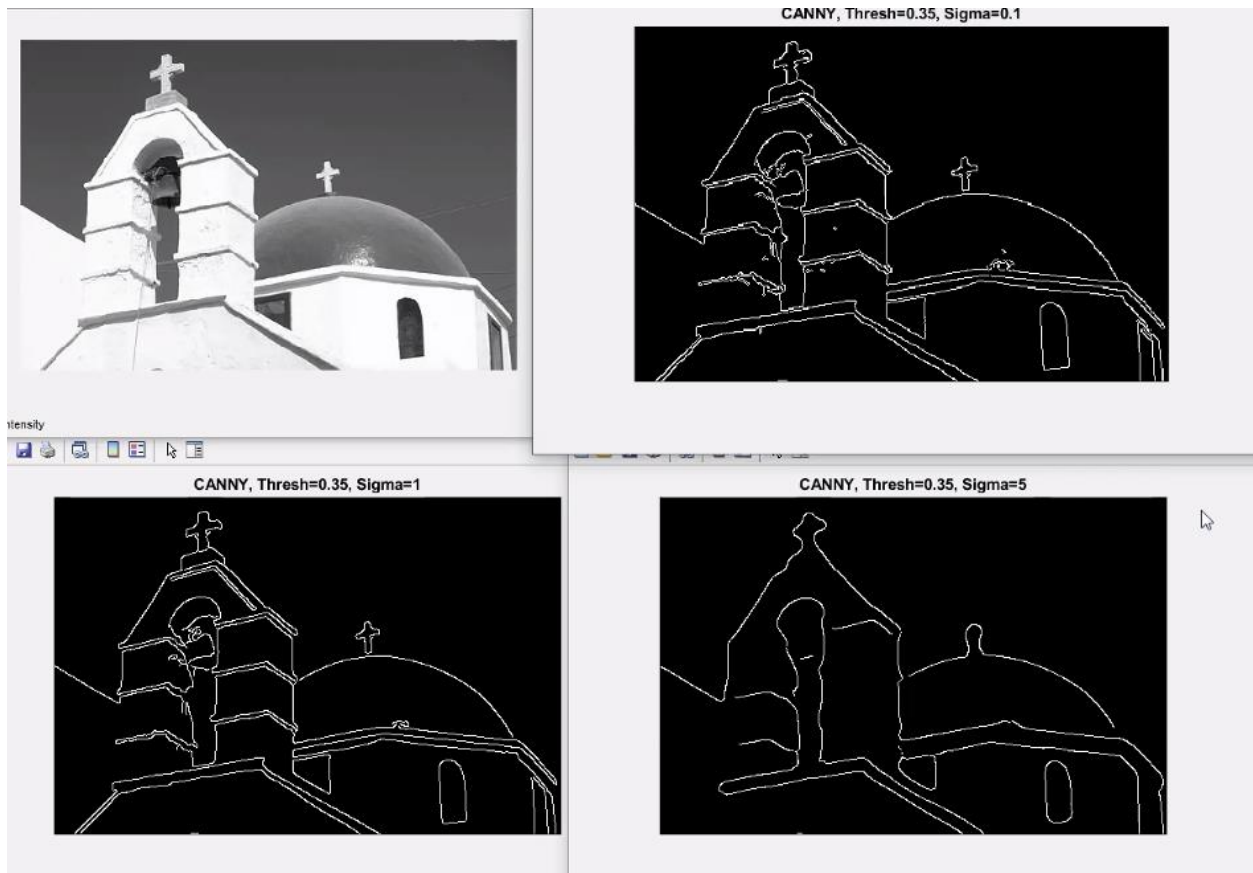 CANNY, Thresh=0.35, Sigma=0.1
ntensity
CANNY, Thresh=0.35, Sigma=1
CANNY, Thresh=0.35, Sigma=5